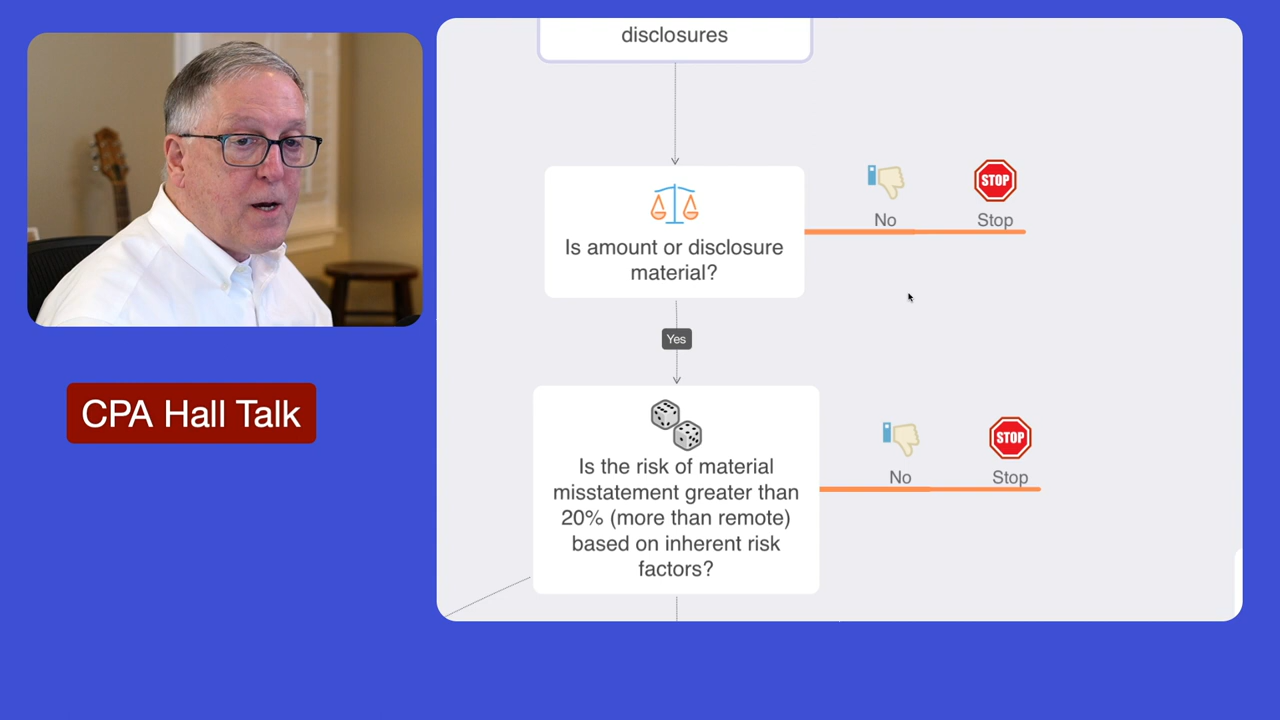 disclosures
No
STOP
Stop
Is amount or disclosure
material?
Yes
CPA Hall Talk
No
STOP
Stop
Is the risk of material
misstatement greater than
20% (more than remote)
based on inherent risk
factors?